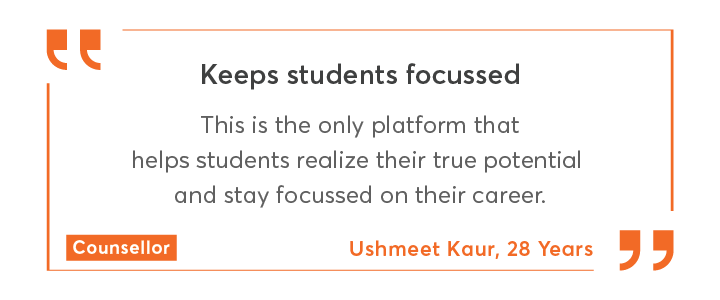 Keeps students focussed
This is the only platform that
helps students realize their true potential
and stay focussed on their career.
Counsellor
Ushmeet Kaur, 28 Years